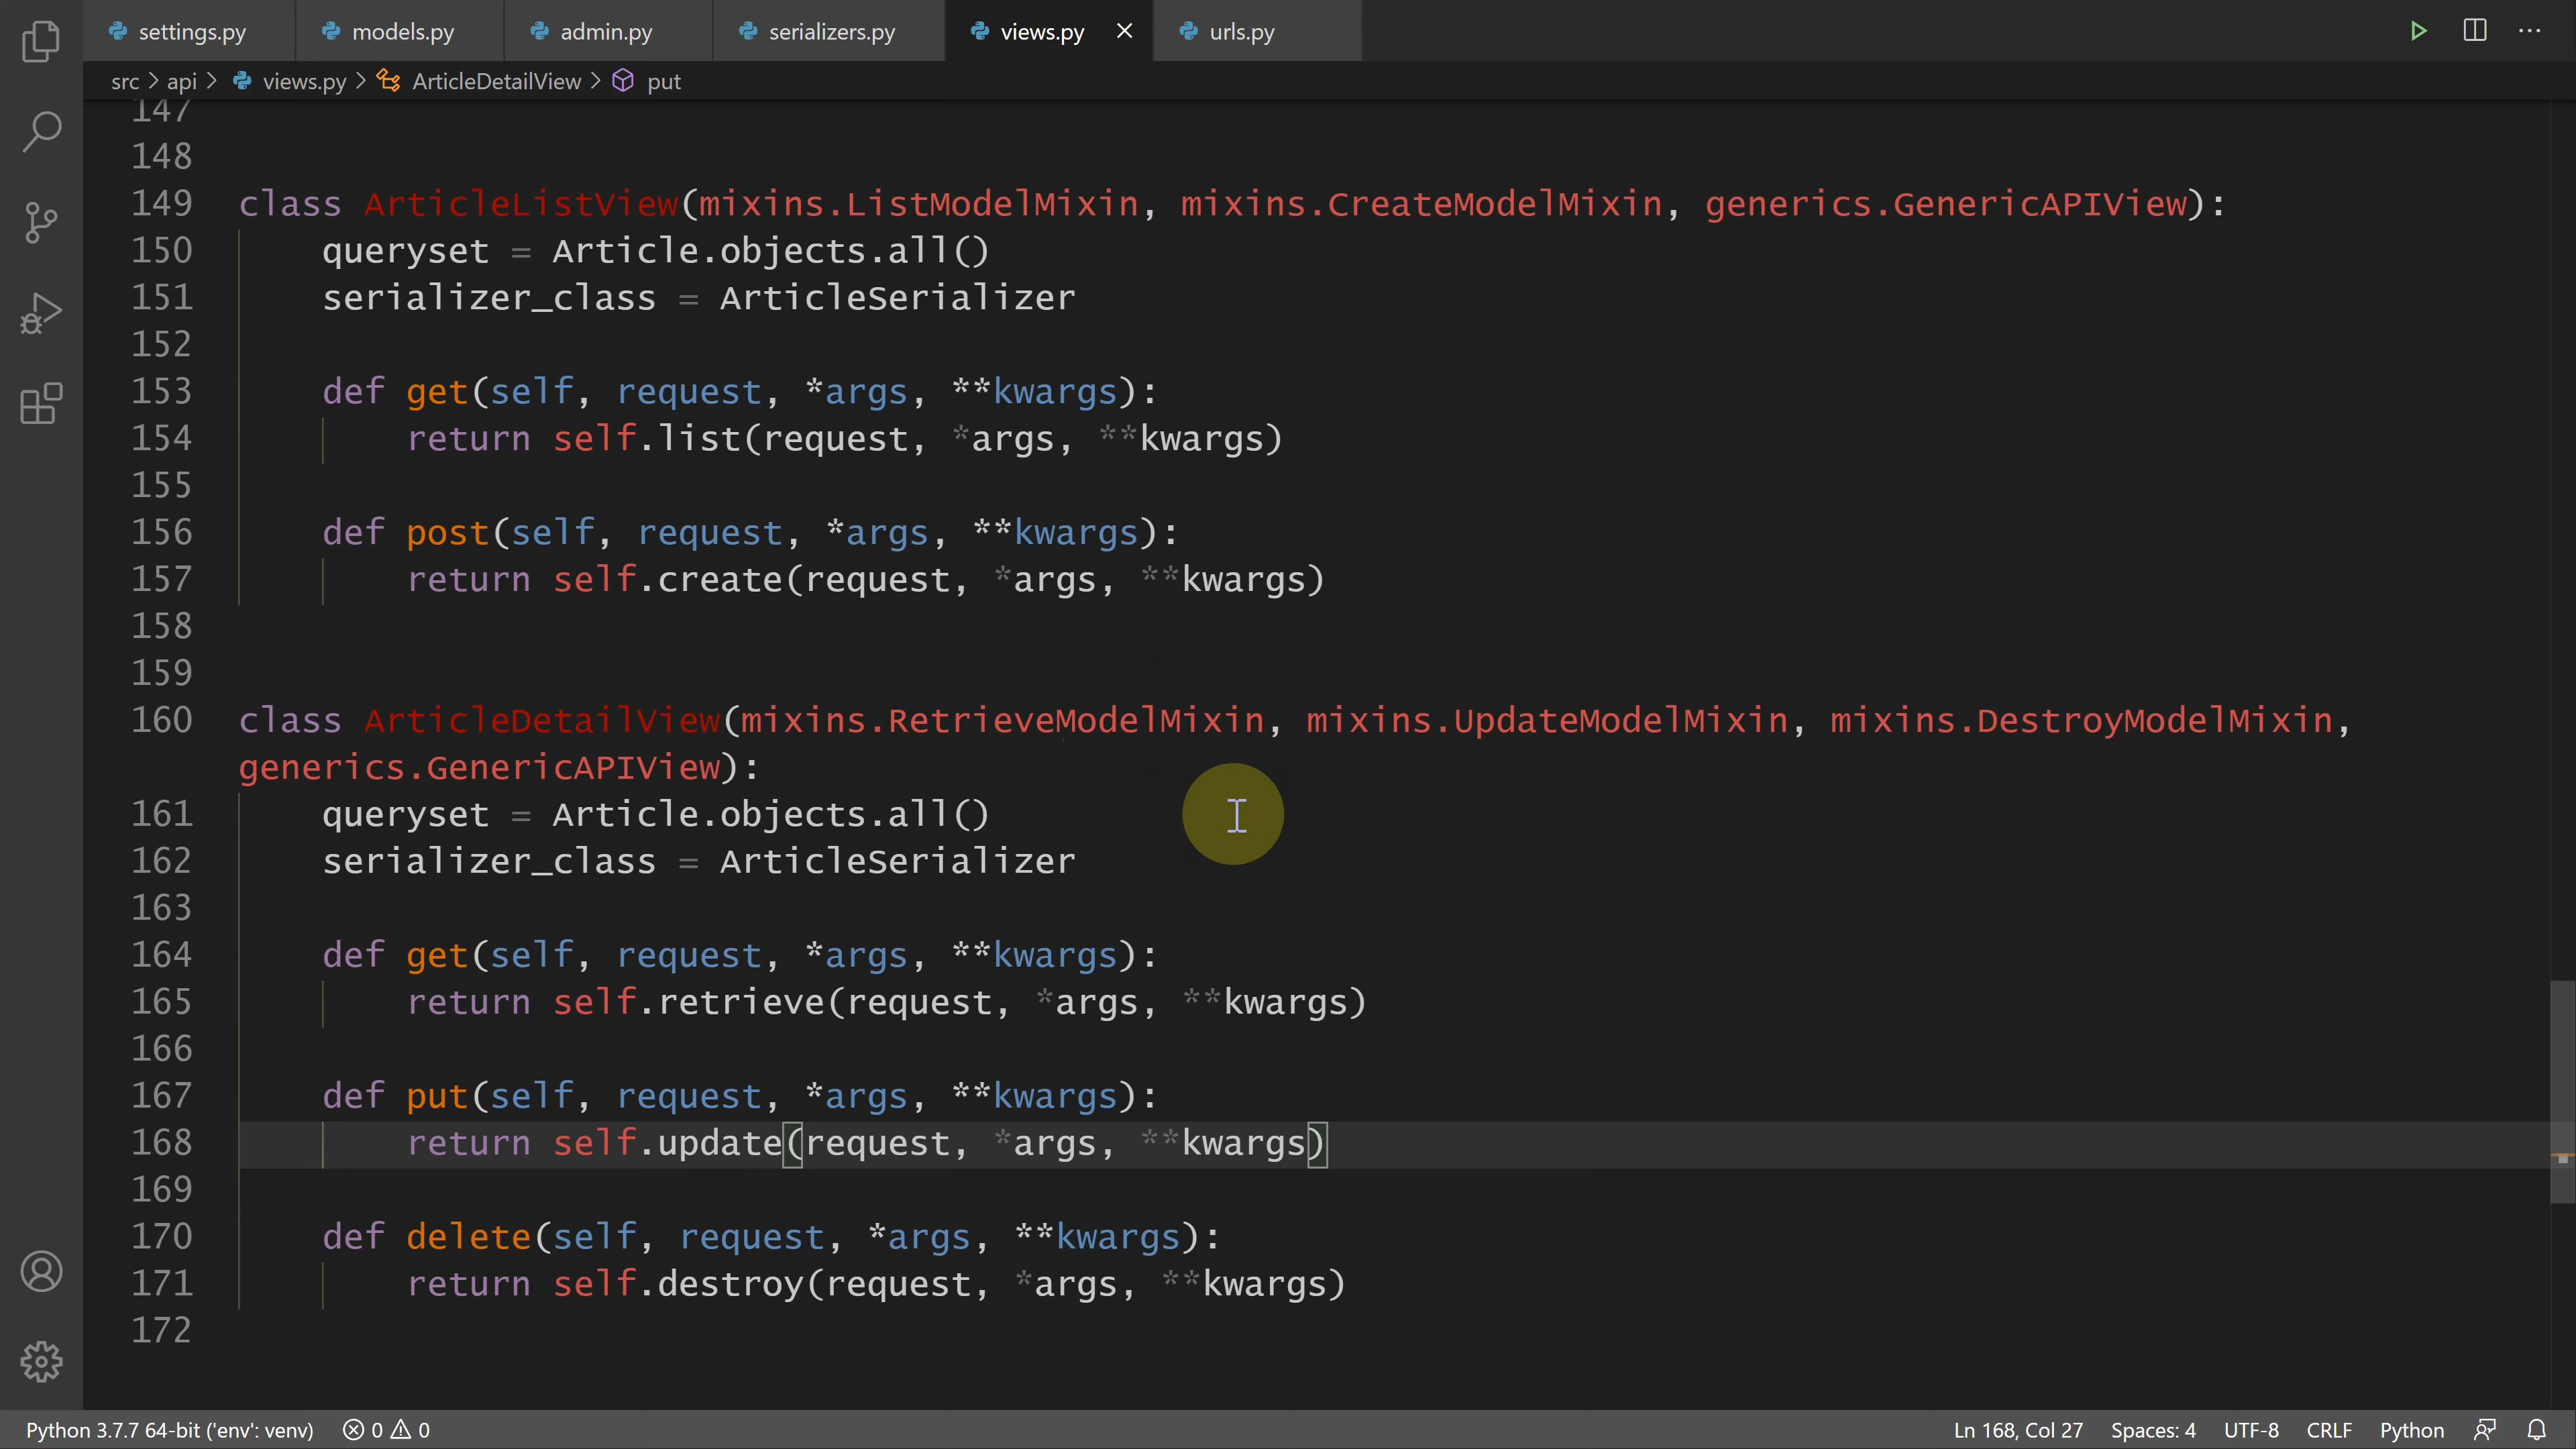 settings.py models.py admin.py serializers.py views.py urls.py
src > api > views.py > ArticleDetailView > put
147
148
149 class ArticleListView(mixins.ListModelMixin, mixins.CreateModelMixin, generics.GenericAPIView):
150 queryset = Article.objects.all()
151 serializer_class = ArticleSerializer
152
153 def get(self, request, *args, **kwargs):
154 return self.list(request, *args, **kwargs)
155
156 def post(self, request, *args, **kwargs):
157 return self.create(request, *args, **kwargs)
158
159
160 class ArticleDetailView(mixins.RetrieveModelMixin, mixins.UpdateModelMixin, mixins.DestroyModelMixin,
generics.GenericAPIView):
161 queryset = Article.objects.all()
162 serializer_class = ArticleSerializer
163
164 def get(self, request, *args, **kwargs):
165 return self.retrieve(request, *args, **kwargs)
166
167 def put(self, request, *args, **kwargs):
168 return self.update(request, *args, **kwargs)
169
170 def delete(self, request, *args, **kwargs):
171 return self.destroy(request, *args, **kwargs)
172
Python 3.7.7 64-bit ('env': venv) 0 0 Ln 168, Col 27 Spaces: 4 UTF-8 CRLF Python